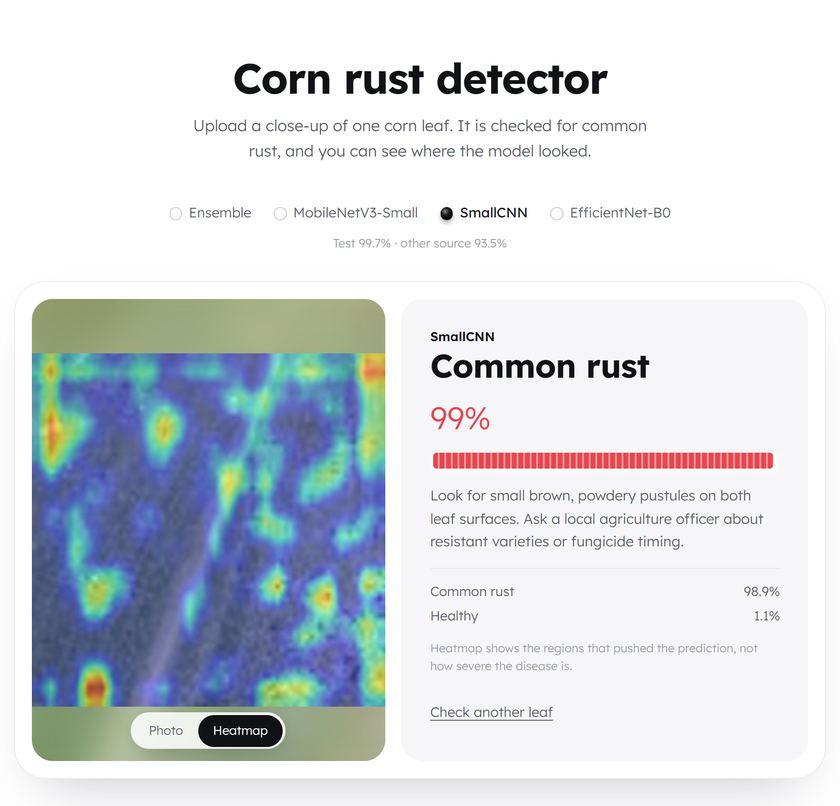 Corn rust detector
Upload a close-up of one corn leaf. It is checked for common
rust, and you can see where the model looked.
Ensemble
MobileNetV3-Small
SmallCNN
EfficientNet-B0
Test 99.7% · other source 93.5%
SmallCNN
Common rust
99%
Look for small brown, powdery pustules on both
leaf surfaces. Ask a local agriculture officer about
resistant varieties or fungicide timing.
Common rust 98.9%
Healthy 1.1%
Heatmap shows the regions that pushed the prediction, not
how severe the disease is.
Check another leaf
Photo
Heatmap